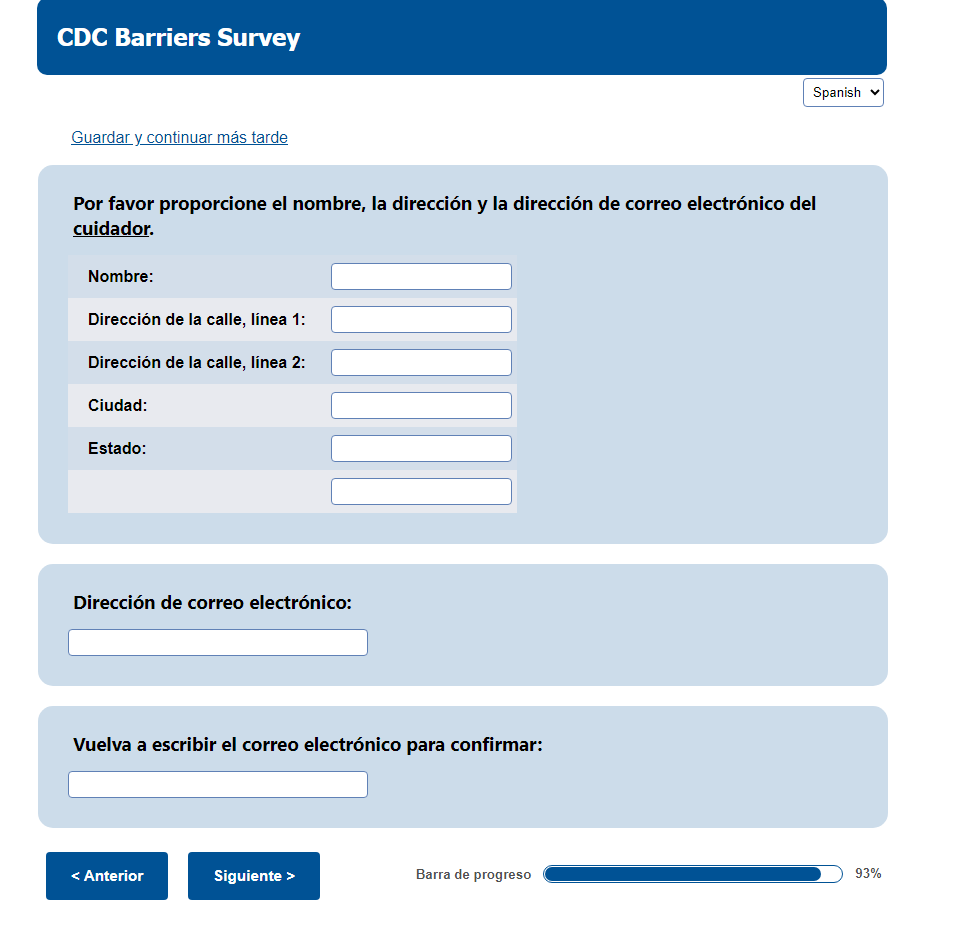 CDC Barriers Survey
Spanish
Guardar y continuar más tarde
Por favor proporcione el nombre, la dirección y la dirección de correo electrónico del
cuidador.
Nombre:
Dirección de la calle, línea 1:
Dirección de la calle, línea 2:
Ciudad:
Estado:
Dirección de correo electrónico:
Vuelva a escribir el correo electrónico para confirmar:
< Anterior
Siguiente >
Barra de progreso
93%